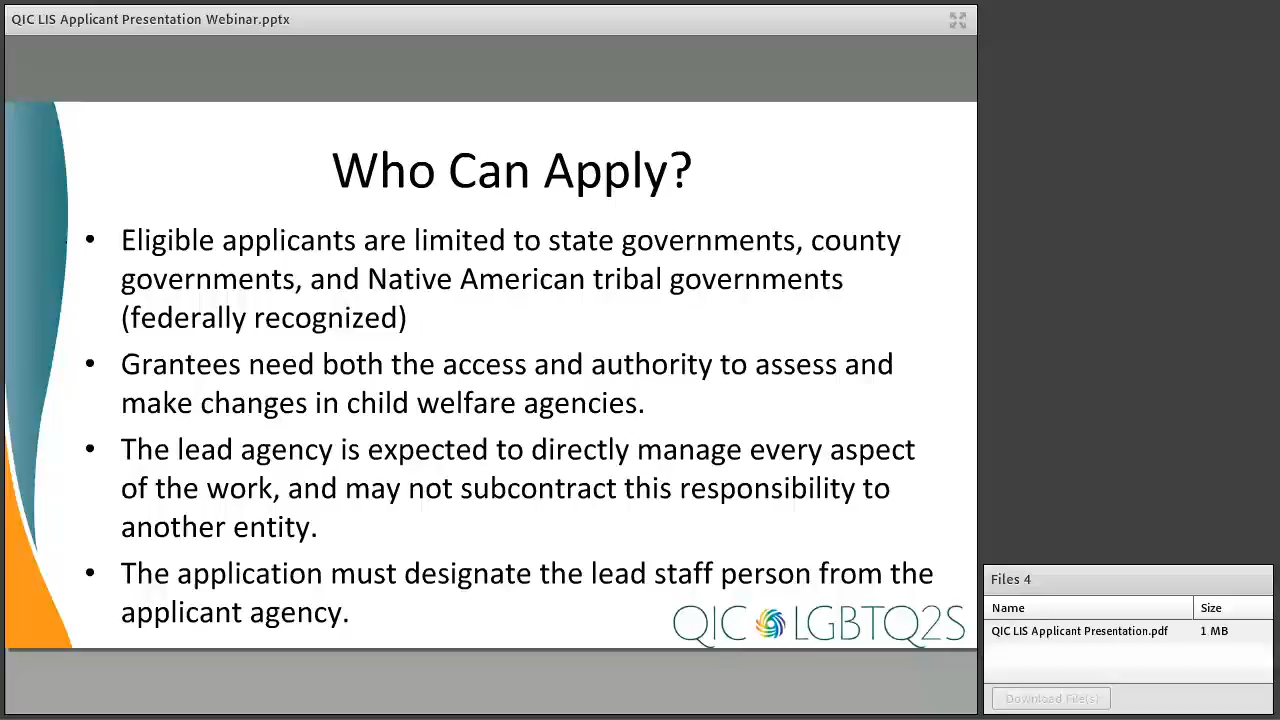 QIC LIS Applicant Presentation Webinar.pptx
Who Can Apply?
• Eligible applicants are limited to state governments, county
governments, and Native American tribal governments
(federally recognized)
• Grantees need both the access and authority to assess and
make changes in child welfare agencies.
• The lead agency is expected to directly manage every aspect
of the work, and may not subcontract this responsibility to
another entity.
• The application must designate the lead staff person from the
applicant agency.
QIC LGBTQ2S
Files 4
Name Size
QIC LIS Applicant Presentation.pdf 1 MB
Download File(s)